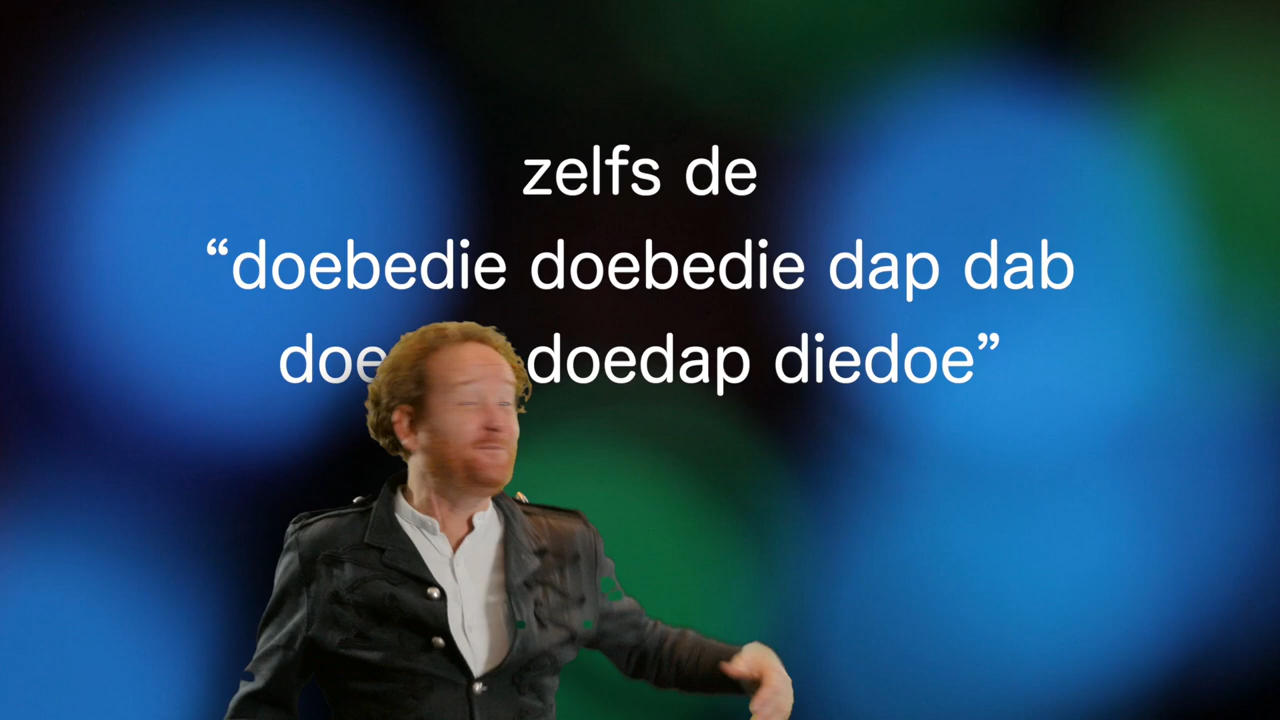 zelfs de
“doebedie doebedie dap dab
doedap diedoe”